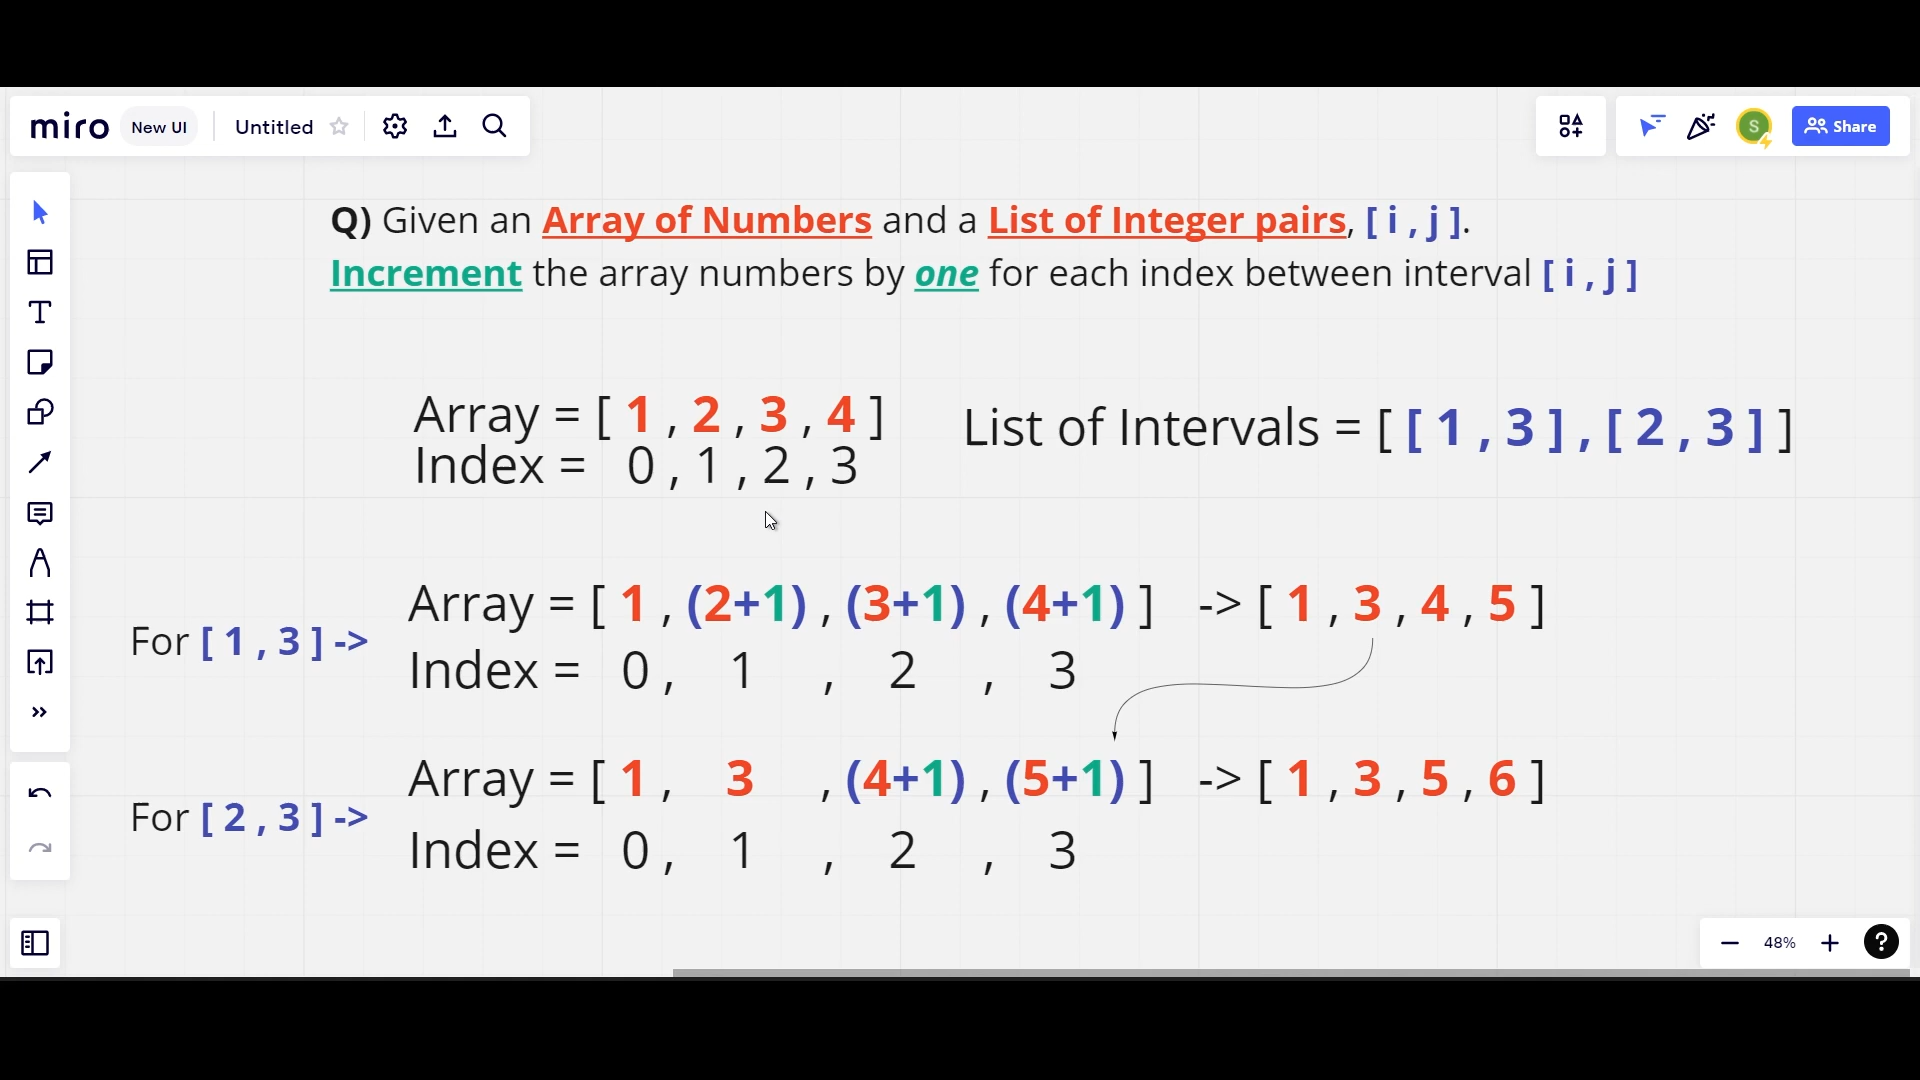 miro New UI Untitled S Share
Q) Given an Array of Numbers and a List of Integer pairs, [ i , j ].
Increment the array numbers by one for each index between interval [ i , j ]
Array = [ 1 , 2 , 3 , 4 ]
Index = 0 , 1 , 2 , 3
List of Intervals = [ [ 1 , 3 ] , [ 2 , 3 ] ]
For [ 1 , 3 ] ->
Array = [ 1 , (2+1) , (3+1) , (4+1) ] -> [ 1 , 3 , 4 , 5 ]
Index = 0 , 1 , 2 , 3
For [ 2 , 3 ] ->
Array = [ 1 , 3 , (4+1) , (5+1) ] -> [ 1 , 3 , 5 , 6 ]
Index = 0 , 1 , 2 , 3
48%